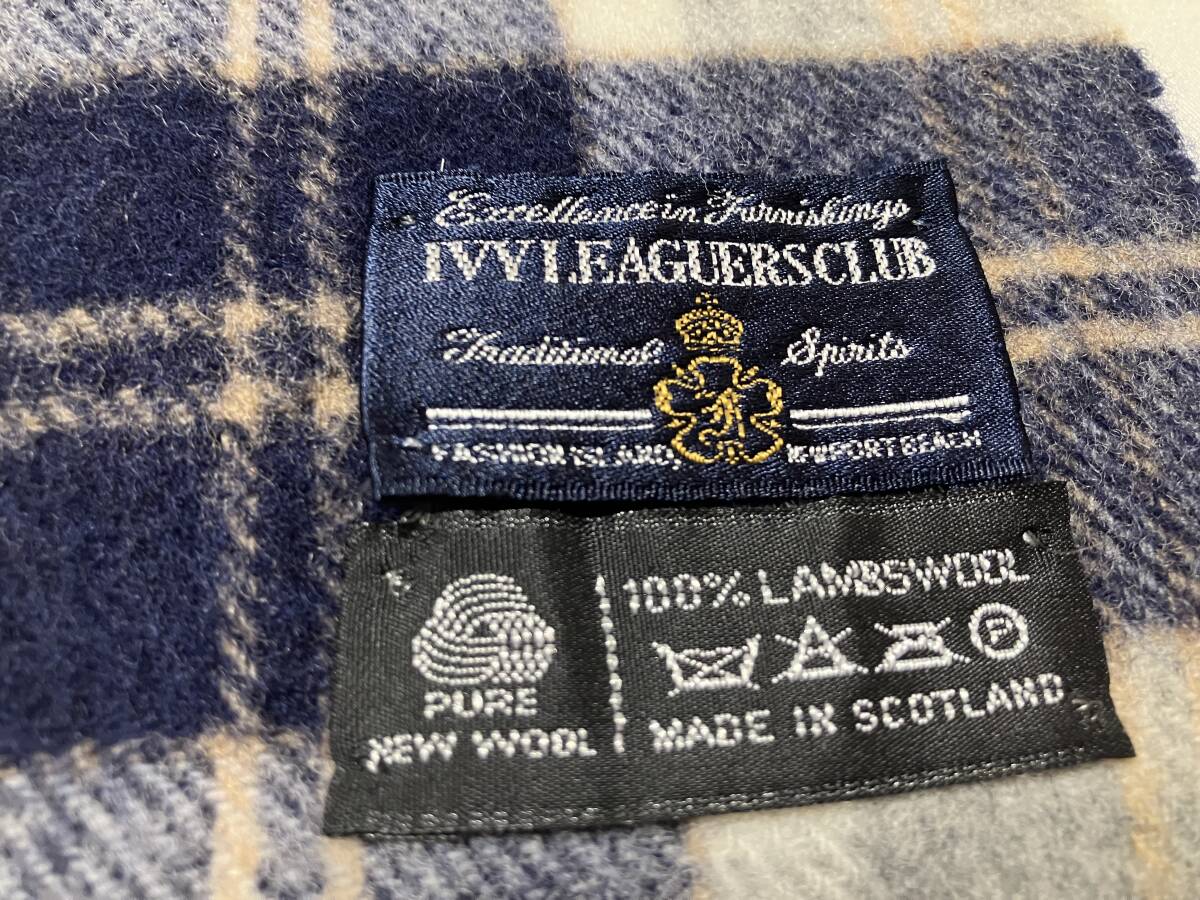 Excellence in Furnishings
IVY LEAGUERS CLUB
Traditional Spirits
FASHION ISLAND, NEWPORT BEACH
PURE
NEW WOOL
100% LAMBSWOOL
P
MADE IN SCOTLAND